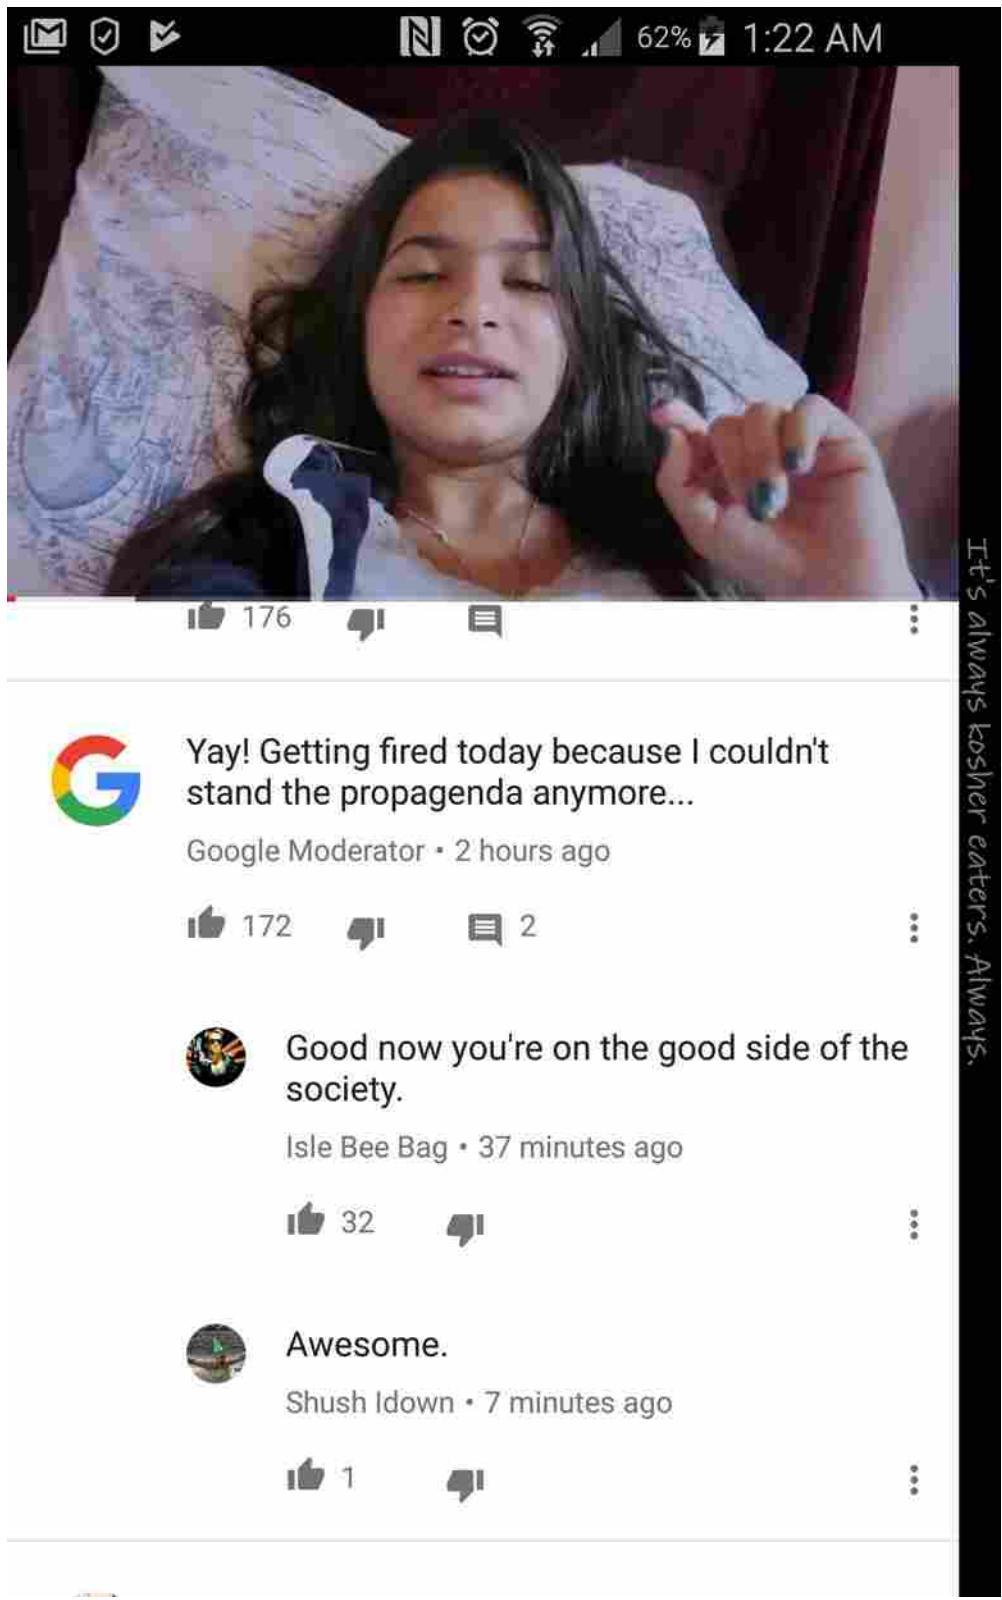 62% 1:22 AM
176
Yay! Getting fired today because I couldn't
stand the propagenda anymore...
Google Moderator • 2 hours ago
172 2
Good now you're on the good side of the
society.
Isle Bee Bag • 37 minutes ago
32
Awesome.
Shush Idown • 7 minutes ago
1
It's always kosher eaters. Always.